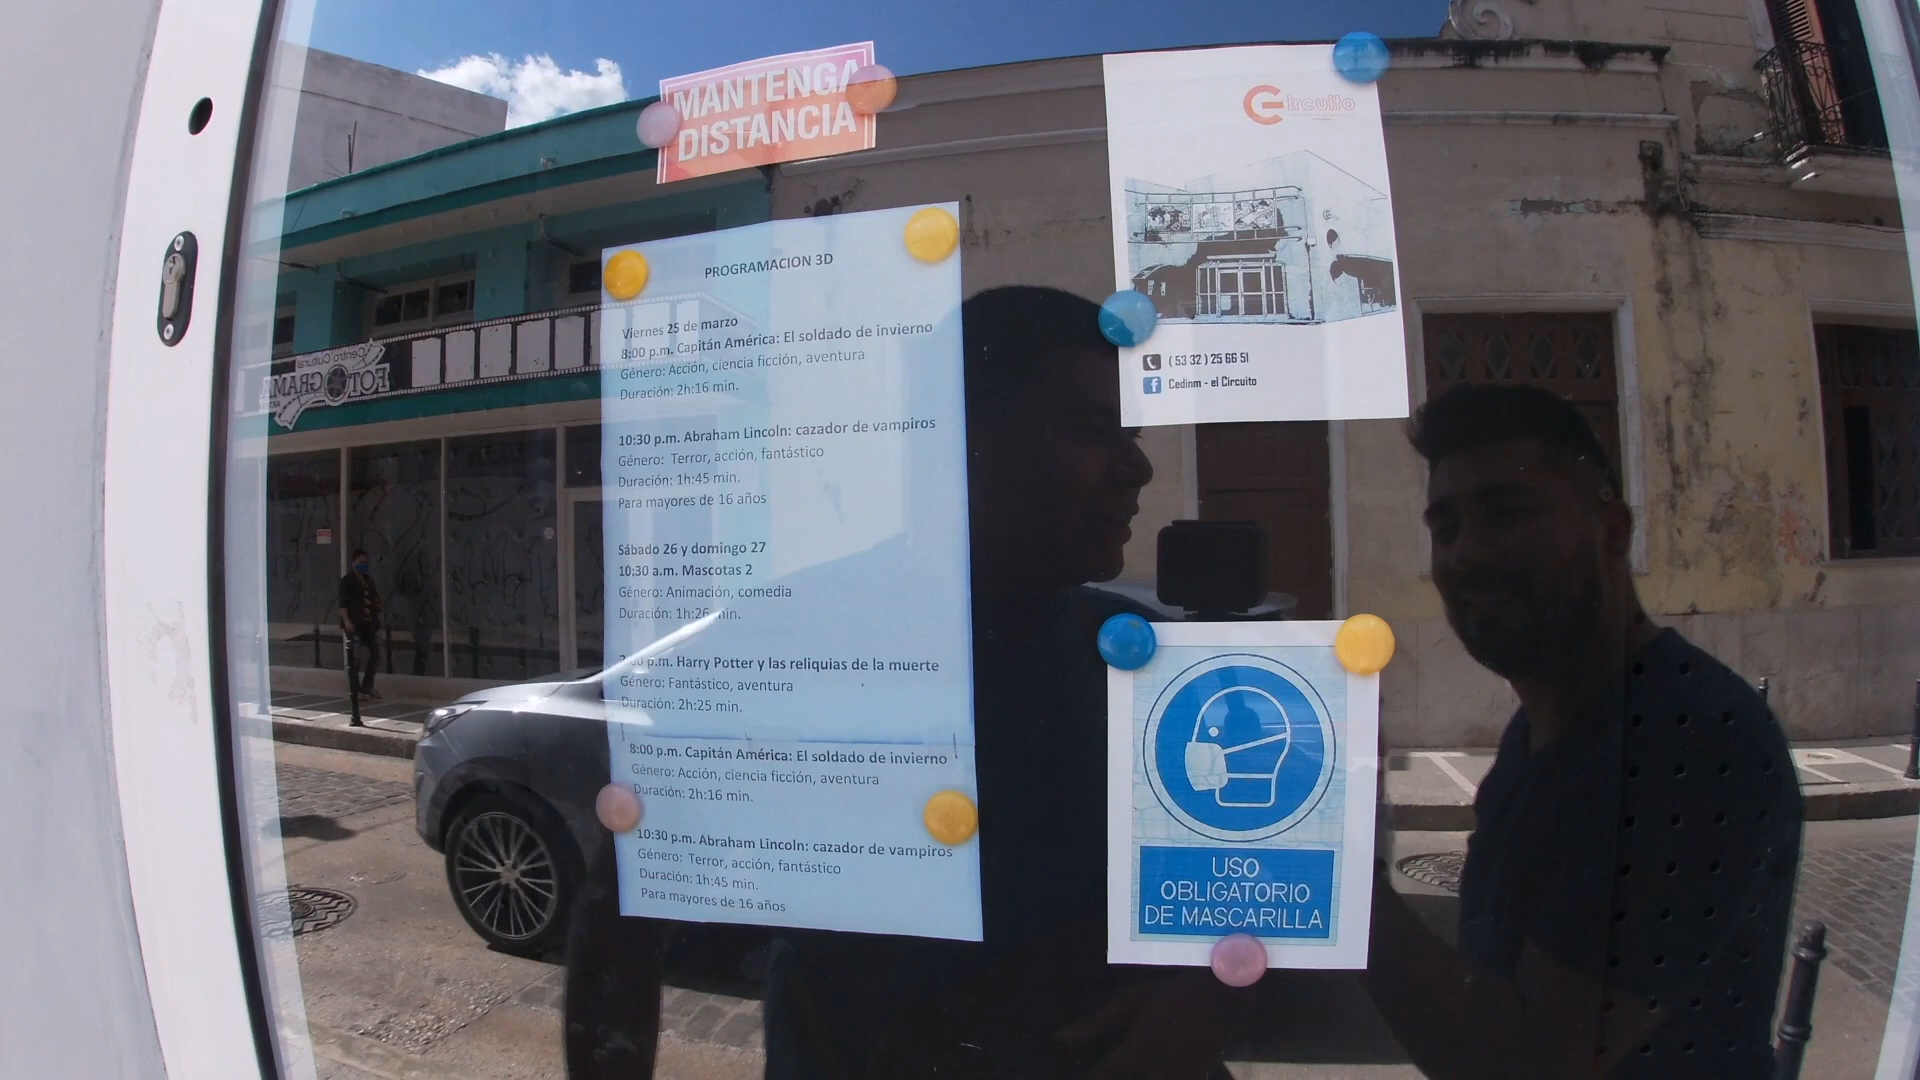 MANTENGA
DISTANCIA
PROGRAMACION 3D
Viernes 25 de marzo
8:00 p.m. Capitán América: El soldado de invierno
Género: Acción, ciencia ficción, aventura
Duración: 2h:16 min.
10:30 p.m. Abraham Lincoln: cazador de vampiros
Género: Terror, acción, fantástico
Duración: 1h:45 min.
Para mayores de 16 años
Sábado 26 y domingo 27
10:30 a.m. Mascotas 2
Género: Animación, comedia
Duración: 1h:26 min.
p.m. Harry Potter y las reliquias de la muerte
Género: Fantástico, aventura
Duración: 2h:25 min.
8:00 p.m. Capitán América: El soldado de invierno
Género: Acción, ciencia ficción, aventura
Duración: 2h:16 min.
10:30 p.m. Abraham Lincoln: cazador de vampiros
Género: Terror, acción, fantástico
Duración: 1h:45 min.
Para mayores de 16 años
Circuito
( 53 32 ) 25 66 51
Cedinm - el Circuito
USO
OBLIGATORIO
DE MASCARILLA
Centro Cultural
FOTOGRAMA